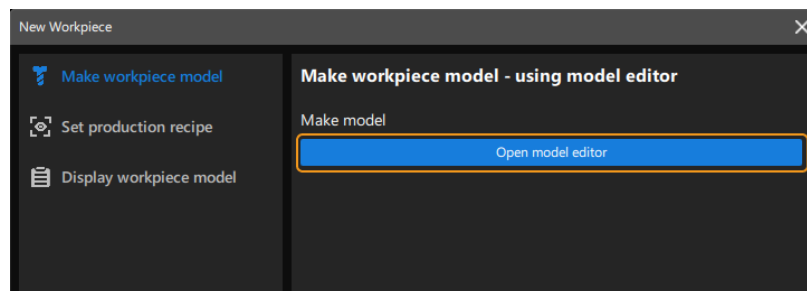 New Workpiece
Make workpiece model
Set production recipe
Display workpiece model
Make workpiece model - using model editor
Make model
Open model editor